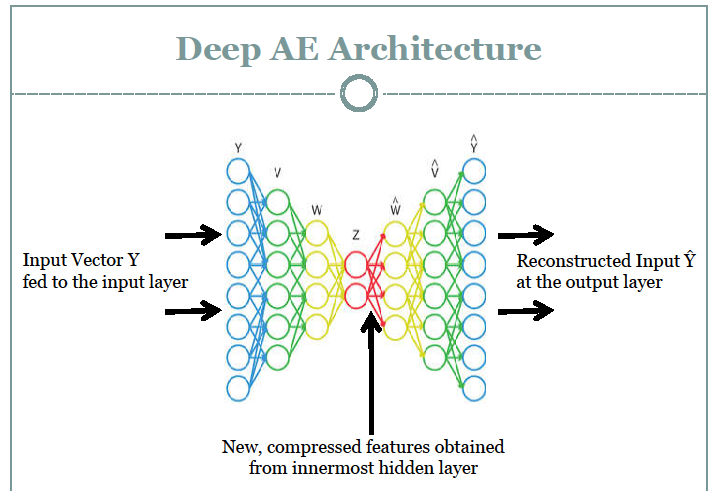 Deep AE Architecture
Y
V
W
Z
Ŵ
V̂
Ŷ
Input Vector Y
fed to the input layer
Reconstructed Input Ŷ
at the output layer
New, compressed features obtained
from innermost hidden layer